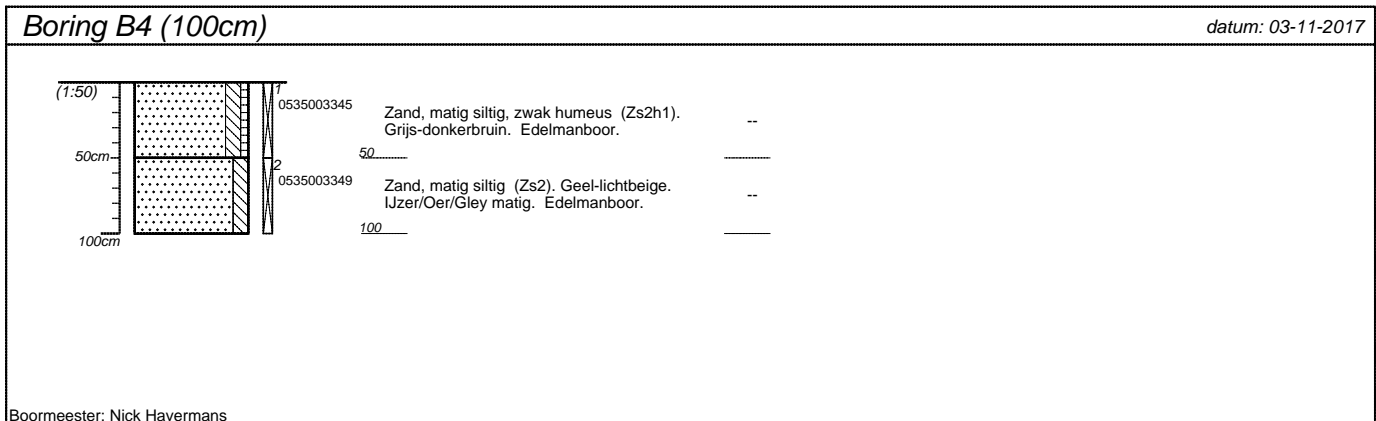 Boring B4 (100cm)
datum: 03-11-2017
(1:50)
1
0535003345
Zand, matig siltig, zwak humeus (Zs2h1).
Grijs-donkerbruin. Edelmanboor.
--
50cm
50
2
0535003349
Zand, matig siltig (Zs2). Geel-lichtbeige.
IJzer/Oer/Gley matig. Edelmanboor.
--
100
100cm
Boormeester: Nick Havermans